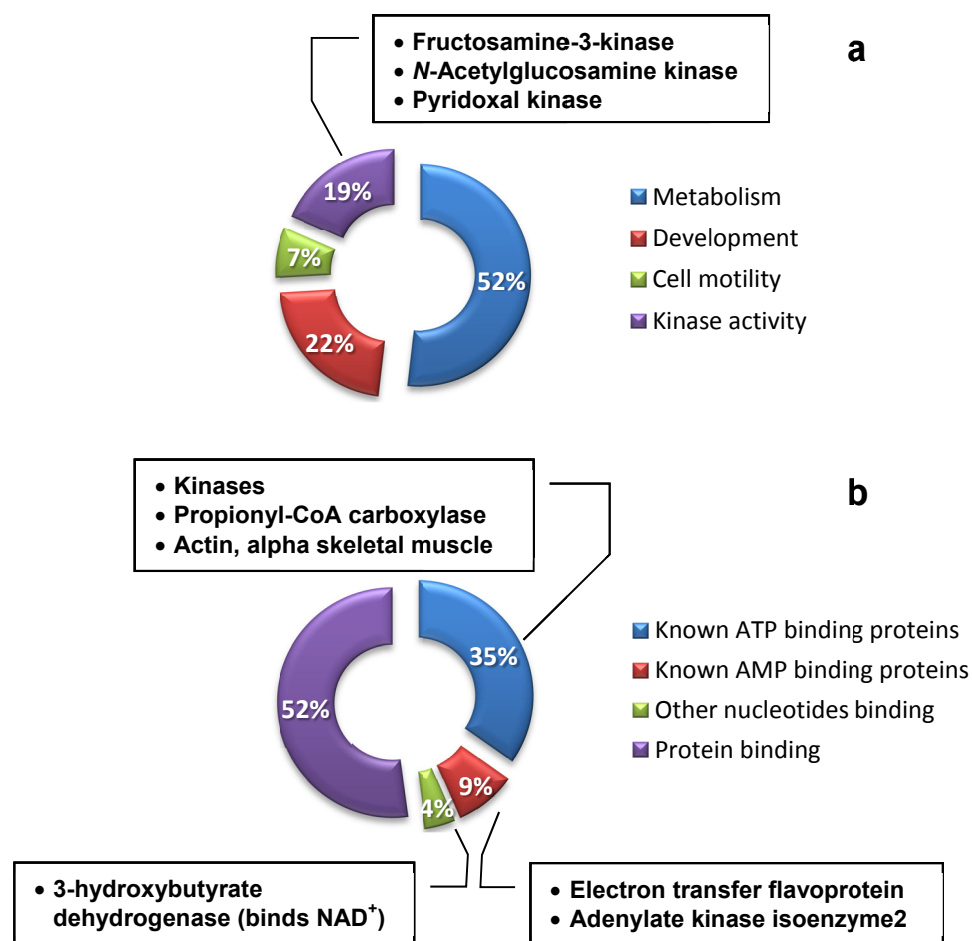 • Fructosamine-3-kinase
• N-Acetylglucosamine kinase
• Pyridoxal kinase
a
19%
7%
52%
22%
Metabolism
Development
Cell motility
Kinase activity
• Kinases
• Propionyl-CoA carboxylase
• Actin, alpha skeletal muscle
b
35%
52%
9%
4%
Known ATP binding proteins
Known AMP binding proteins
Other nucleotides binding
Protein binding
• 3-hydroxybutyrate
dehydrogenase (binds NAD⁺)
• Electron transfer flavoprotein
• Adenylate kinase isoenzyme2